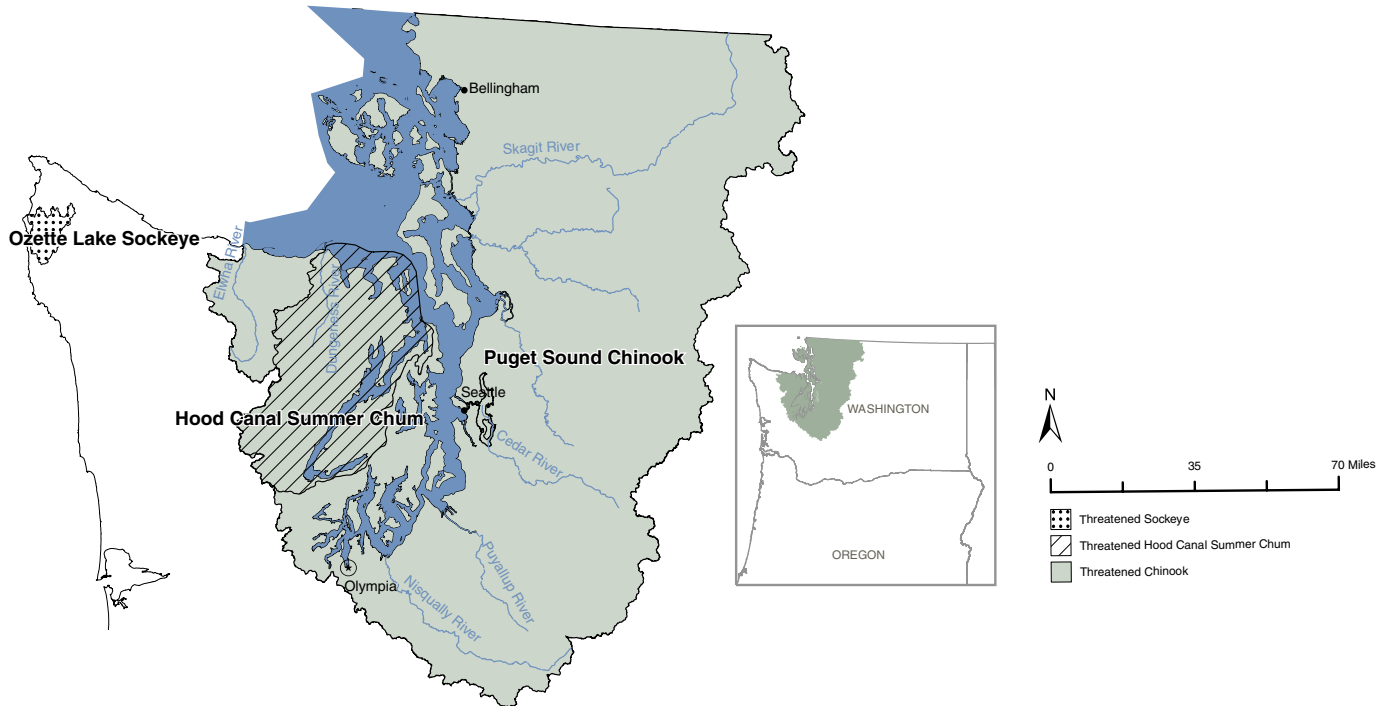 Bellingham
Skagit River
Ozette Lake Sockeye
Elwha River
Dungeness River
Puget Sound Chinook
Seattle
Hood Canal Summer Chum
Cedar River
Puyallup River
Olympia
Nisqually River
WASHINGTON
OREGON
N
0 35 70 Miles
Threatened Sockeye
Threatened Hood Canal Summer Chum
Threatened Chinook